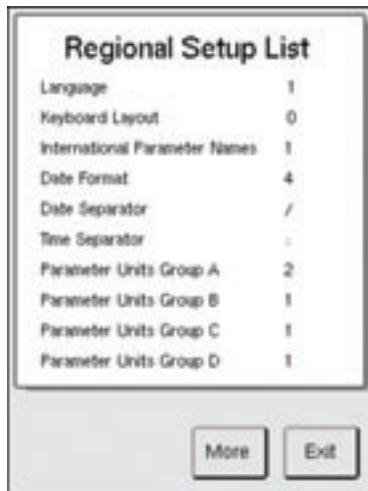 Regional Setup List
Language 1
Keyboard Layout 0
International Parameter Names 1
Date Format 4
Date Separator /
Time Separator :
Parameter Units Group A 2
Parameter Units Group B 1
Parameter Units Group C 1
Parameter Units Group D 1
More Exit